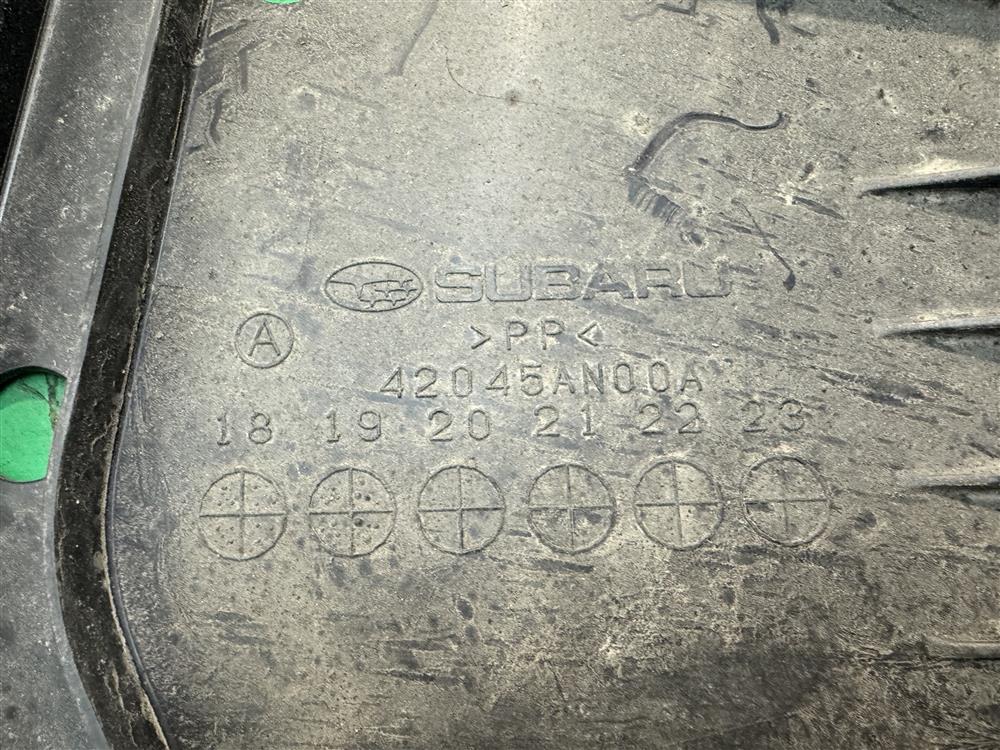 SUBARU
Ⓐ
>PP<
42045AN00A
18 19 20 21 22 23